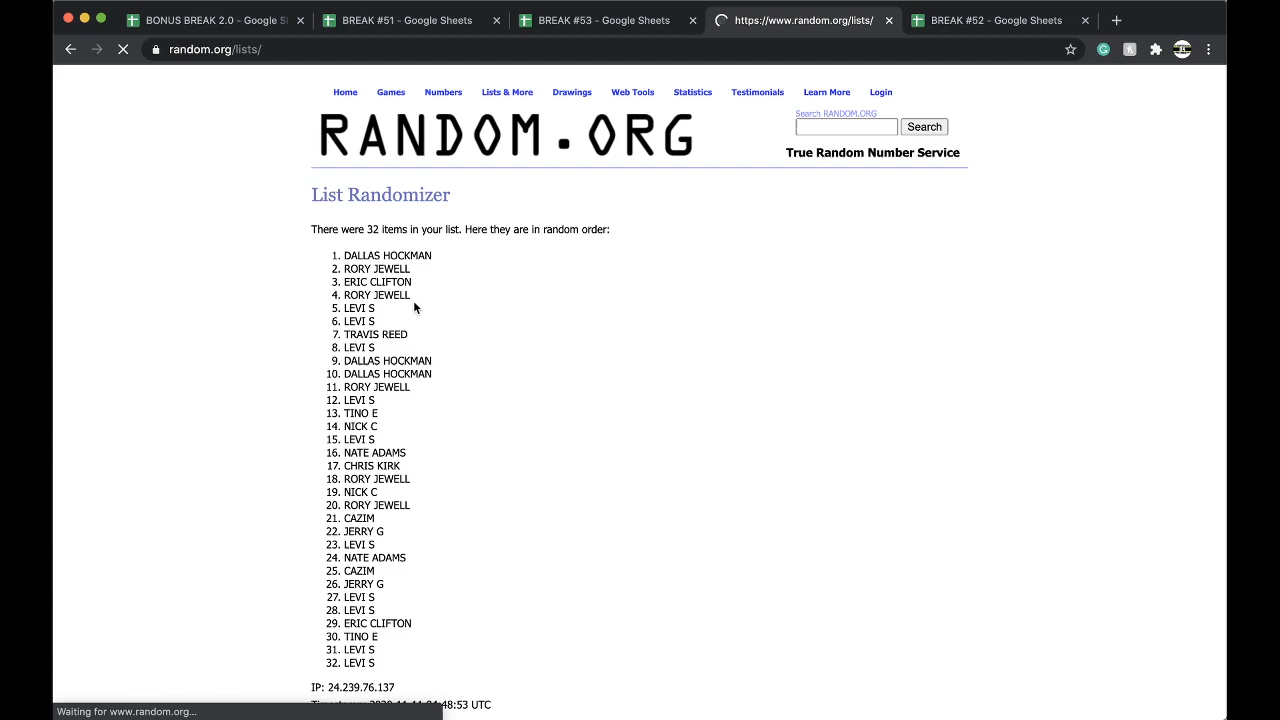 BONUS BREAK 2.0 - Google S
BREAK #51 - Google Sheets
BREAK #53 - Google Sheets
https://www.random.org/lists/
BREAK #52 - Google Sheets
random.org/lists/
Home Games Numbers Lists & More Drawings Web Tools Statistics Testimonials Learn More Login
RANDOM.ORG
Search RANDOM.ORG
Search
True Random Number Service
List Randomizer
There were 32 items in your list. Here they are in random order:
1. DALLAS HOCKMAN
2. RORY JEWELL
3. ERIC CLIFTON
4. RORY JEWELL
5. LEVI S
6. LEVI S
7. TRAVIS REED
8. LEVI S
9. DALLAS HOCKMAN
10. DALLAS HOCKMAN
11. RORY JEWELL
12. LEVI S
13. TINO E
14. NICK C
15. LEVI S
16. NATE ADAMS
17. CHRIS KIRK
18. RORY JEWELL
19. NICK C
20. RORY JEWELL
21. CAZIM
22. JERRY G
23. LEVI S
24. NATE ADAMS
25. CAZIM
26. JERRY G
27. LEVI S
28. LEVI S
29. ERIC CLIFTON
30. TINO E
31. LEVI S
32. LEVI S
IP: 24.239.76.137
:48:53 UTC
Waiting for www.random.org...